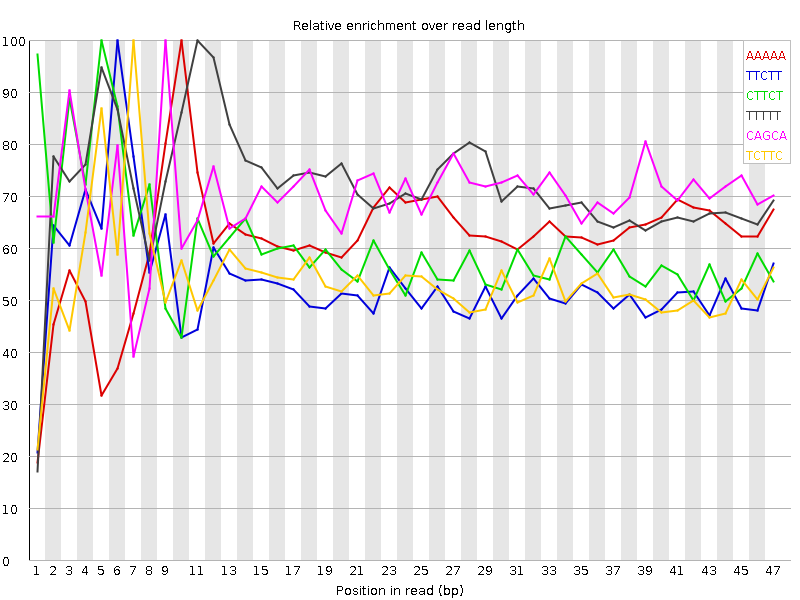 Relative enrichment over read length
100
90
80
70
60
50
40
30
20
10
0
AAAAA
TTCTT
CTTCT
TTTTT
CAGCA
TCTTC
1 2 3 4 5 6 7 8 9 11 13 15 17 19 21 23 25 27 29 31 33 35 37 39 41 43 45 47
Position in read (bp)